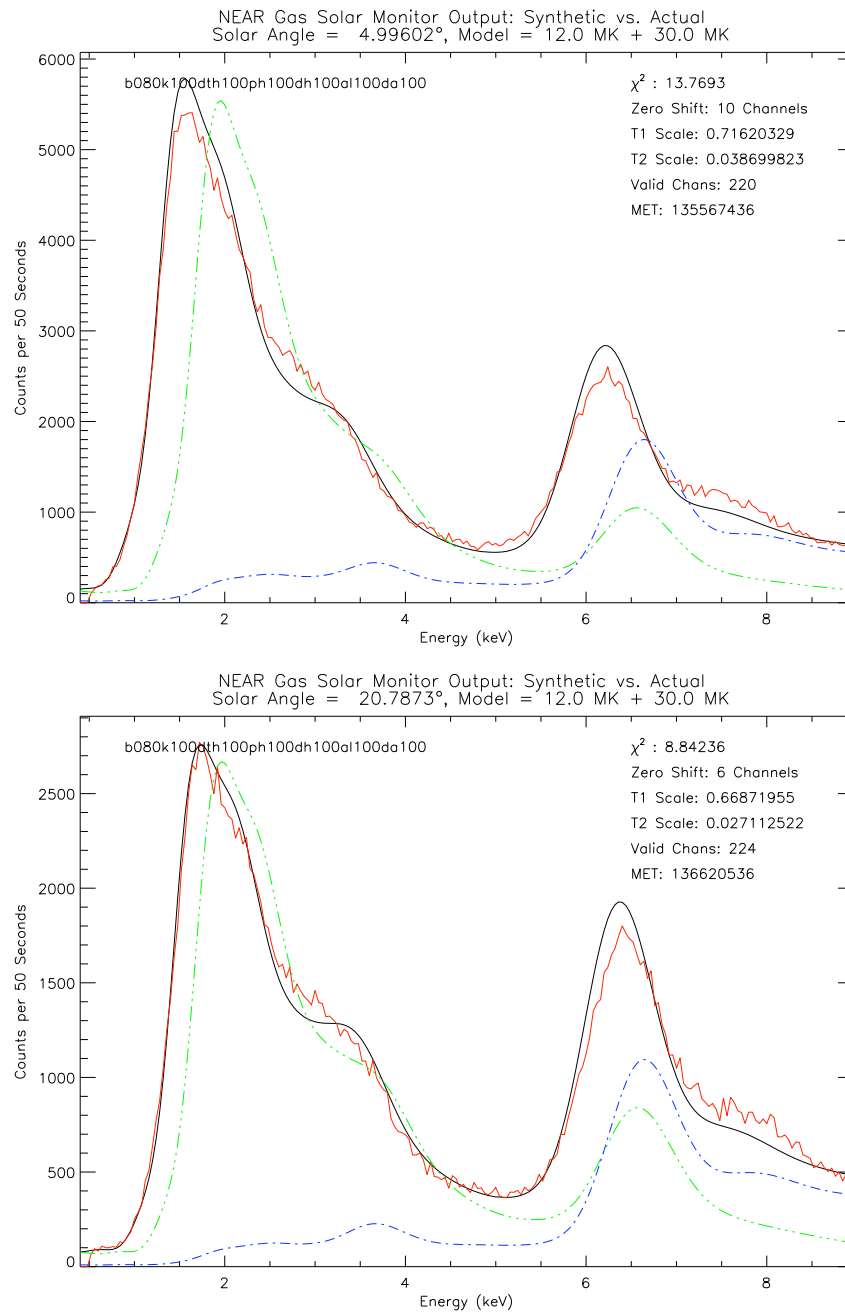 NEAR Gas Solar Monitor Output: Synthetic vs. Actual
Solar Angle = 4.99602°, Model = 12.0 MK + 30.0 MK
b080k100dth100ph100dh100al100da100
χ² : 13.7693
Zero Shift: 10 Channels
T1 Scale: 0.71620329
T2 Scale: 0.038699823
Valid Chans: 220
MET: 135567436
Counts per 50 Seconds
6000
5000
4000
3000
2000
1000
0
2 4 6 8
Energy (keV)
NEAR Gas Solar Monitor Output: Synthetic vs. Actual
Solar Angle = 20.7873°, Model = 12.0 MK + 30.0 MK
b080k100dth100ph100dh100al100da100
χ² : 8.84236
Zero Shift: 6 Channels
T1 Scale: 0.66871955
T2 Scale: 0.027112522
Valid Chans: 224
MET: 136620536
Counts per 50 Seconds
2500
2000
1500
1000
500
0
2 4 6 8
Energy (keV)